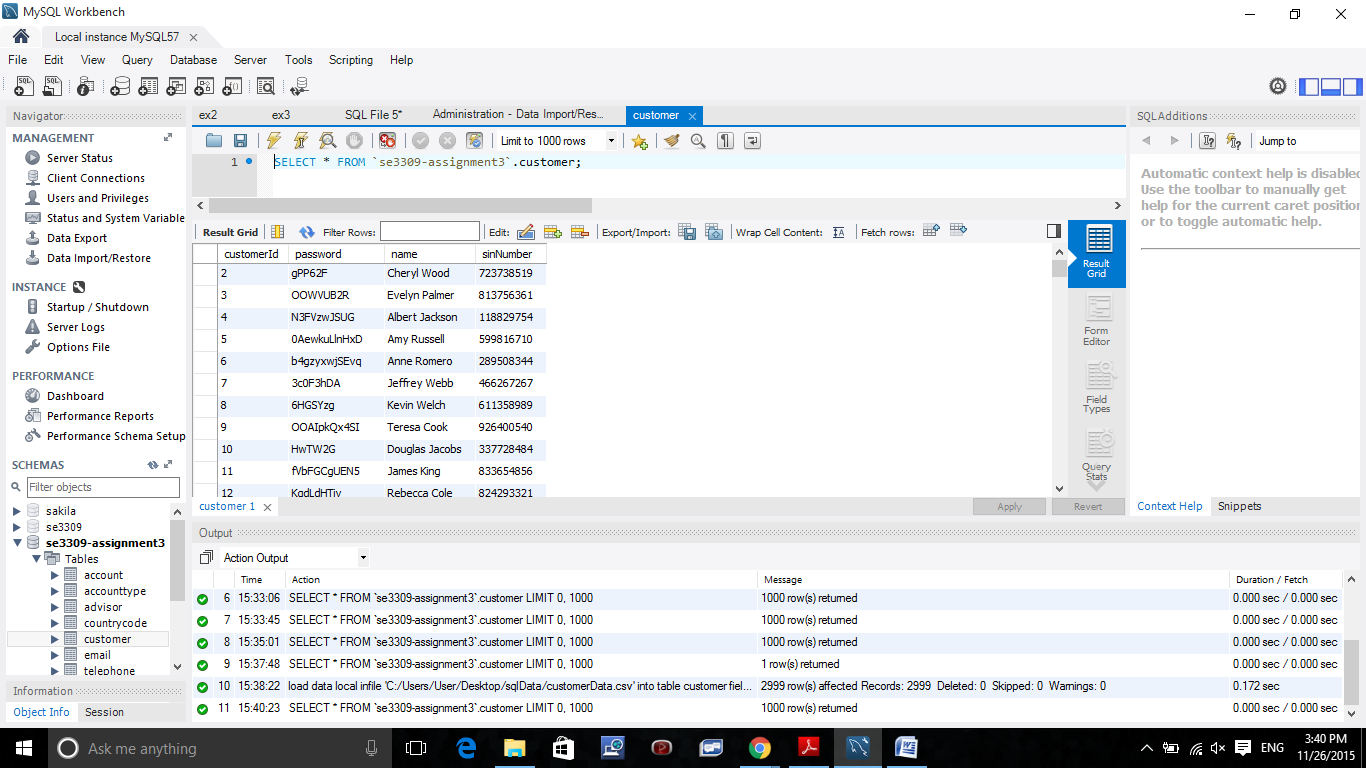 MySQL Workbench
Local instance MySQL57
File Edit View Query Database Server Tools Scripting Help
Navigator
MANAGEMENT
Server Status
Client Connections
Users and Privileges
Status and System Variable
Data Export
Data Import/Restore
INSTANCE
Startup / Shutdown
Server Logs
Options File
PERFORMANCE
Dashboard
Performance Reports
Performance Schema Setup
SCHEMAS
Filter objects
sakila
se3309
se3309-assignment3
Tables
account
accounttype
advisor
countrycode
customer
email
telephone
Information
Object Info Session
ex2 ex3 SQL File 5* Administration - Data Import/Res... customer
Limit to 1000 rows
1 SELECT * FROM `se3309-assignment3`.customer;
Result Grid Filter Rows: Edit: Export/Import: Wrap Cell Content: Fetch rows:
customerId password name sinNumber
2 gPP62F Cheryl Wood 723738519
3 OOWVUB2R Evelyn Palmer 813756361
4 N3FVzwJSUG Albert Jackson 118829754
5 0AewkuLlnHxD Amy Russell 599816710
6 b4gzyxwjSEvq Anne Romero 289508344
7 3c0F3hDA Jeffrey Webb 466267267
8 6HGSYzg Kevin Welch 611358989
9 OOAIpkQx4SI Teresa Cook 926400540
10 HwTW2G Douglas Jacobs 337728484
11 fVbFGCgUEN5 James King 833654856
12 KqdLdHTiv Rebecca Cole 824293321
Result
Grid
Form
Editor
Field
Types
Query
Stats
customer 1 Apply Revert
SQLAdditions
Jump to
Automatic context help is disabled
Use the toolbar to manually get
help for the current caret position
or to toggle automatic help.
Context Help Snippets
Output
Action Output
Time Action Message Duration / Fetch
6 15:33:06 SELECT * FROM `se3309-assignment3`.customer LIMIT 0, 1000 1000 row(s) returned 0.000 sec / 0.000 sec
7 15:33:45 SELECT * FROM `se3309-assignment3`.customer LIMIT 0, 1000 1000 row(s) returned 0.000 sec / 0.000 sec
8 15:35:01 SELECT * FROM `se3309-assignment3`.customer LIMIT 0, 1000 1000 row(s) returned 0.000 sec / 0.000 sec
9 15:37:48 SELECT * FROM `se3309-assignment3`.customer LIMIT 0, 1000 1 row(s) returned 0.000 sec / 0.000 sec
10 15:38:22 load data local infile 'C:/Users/User/Desktop/sqlData/customerData.csv' into table customer fiel... 2999 row(s) affected Records: 2999 Deleted: 0 Skipped: 0 Warnings: 0 0.172 sec
11 15:40:23 SELECT * FROM `se3309-assignment3`.customer LIMIT 0, 1000 1000 row(s) returned 0.000 sec / 0.000 sec
Ask me anything
ENG
3:40 PM
11/26/2015